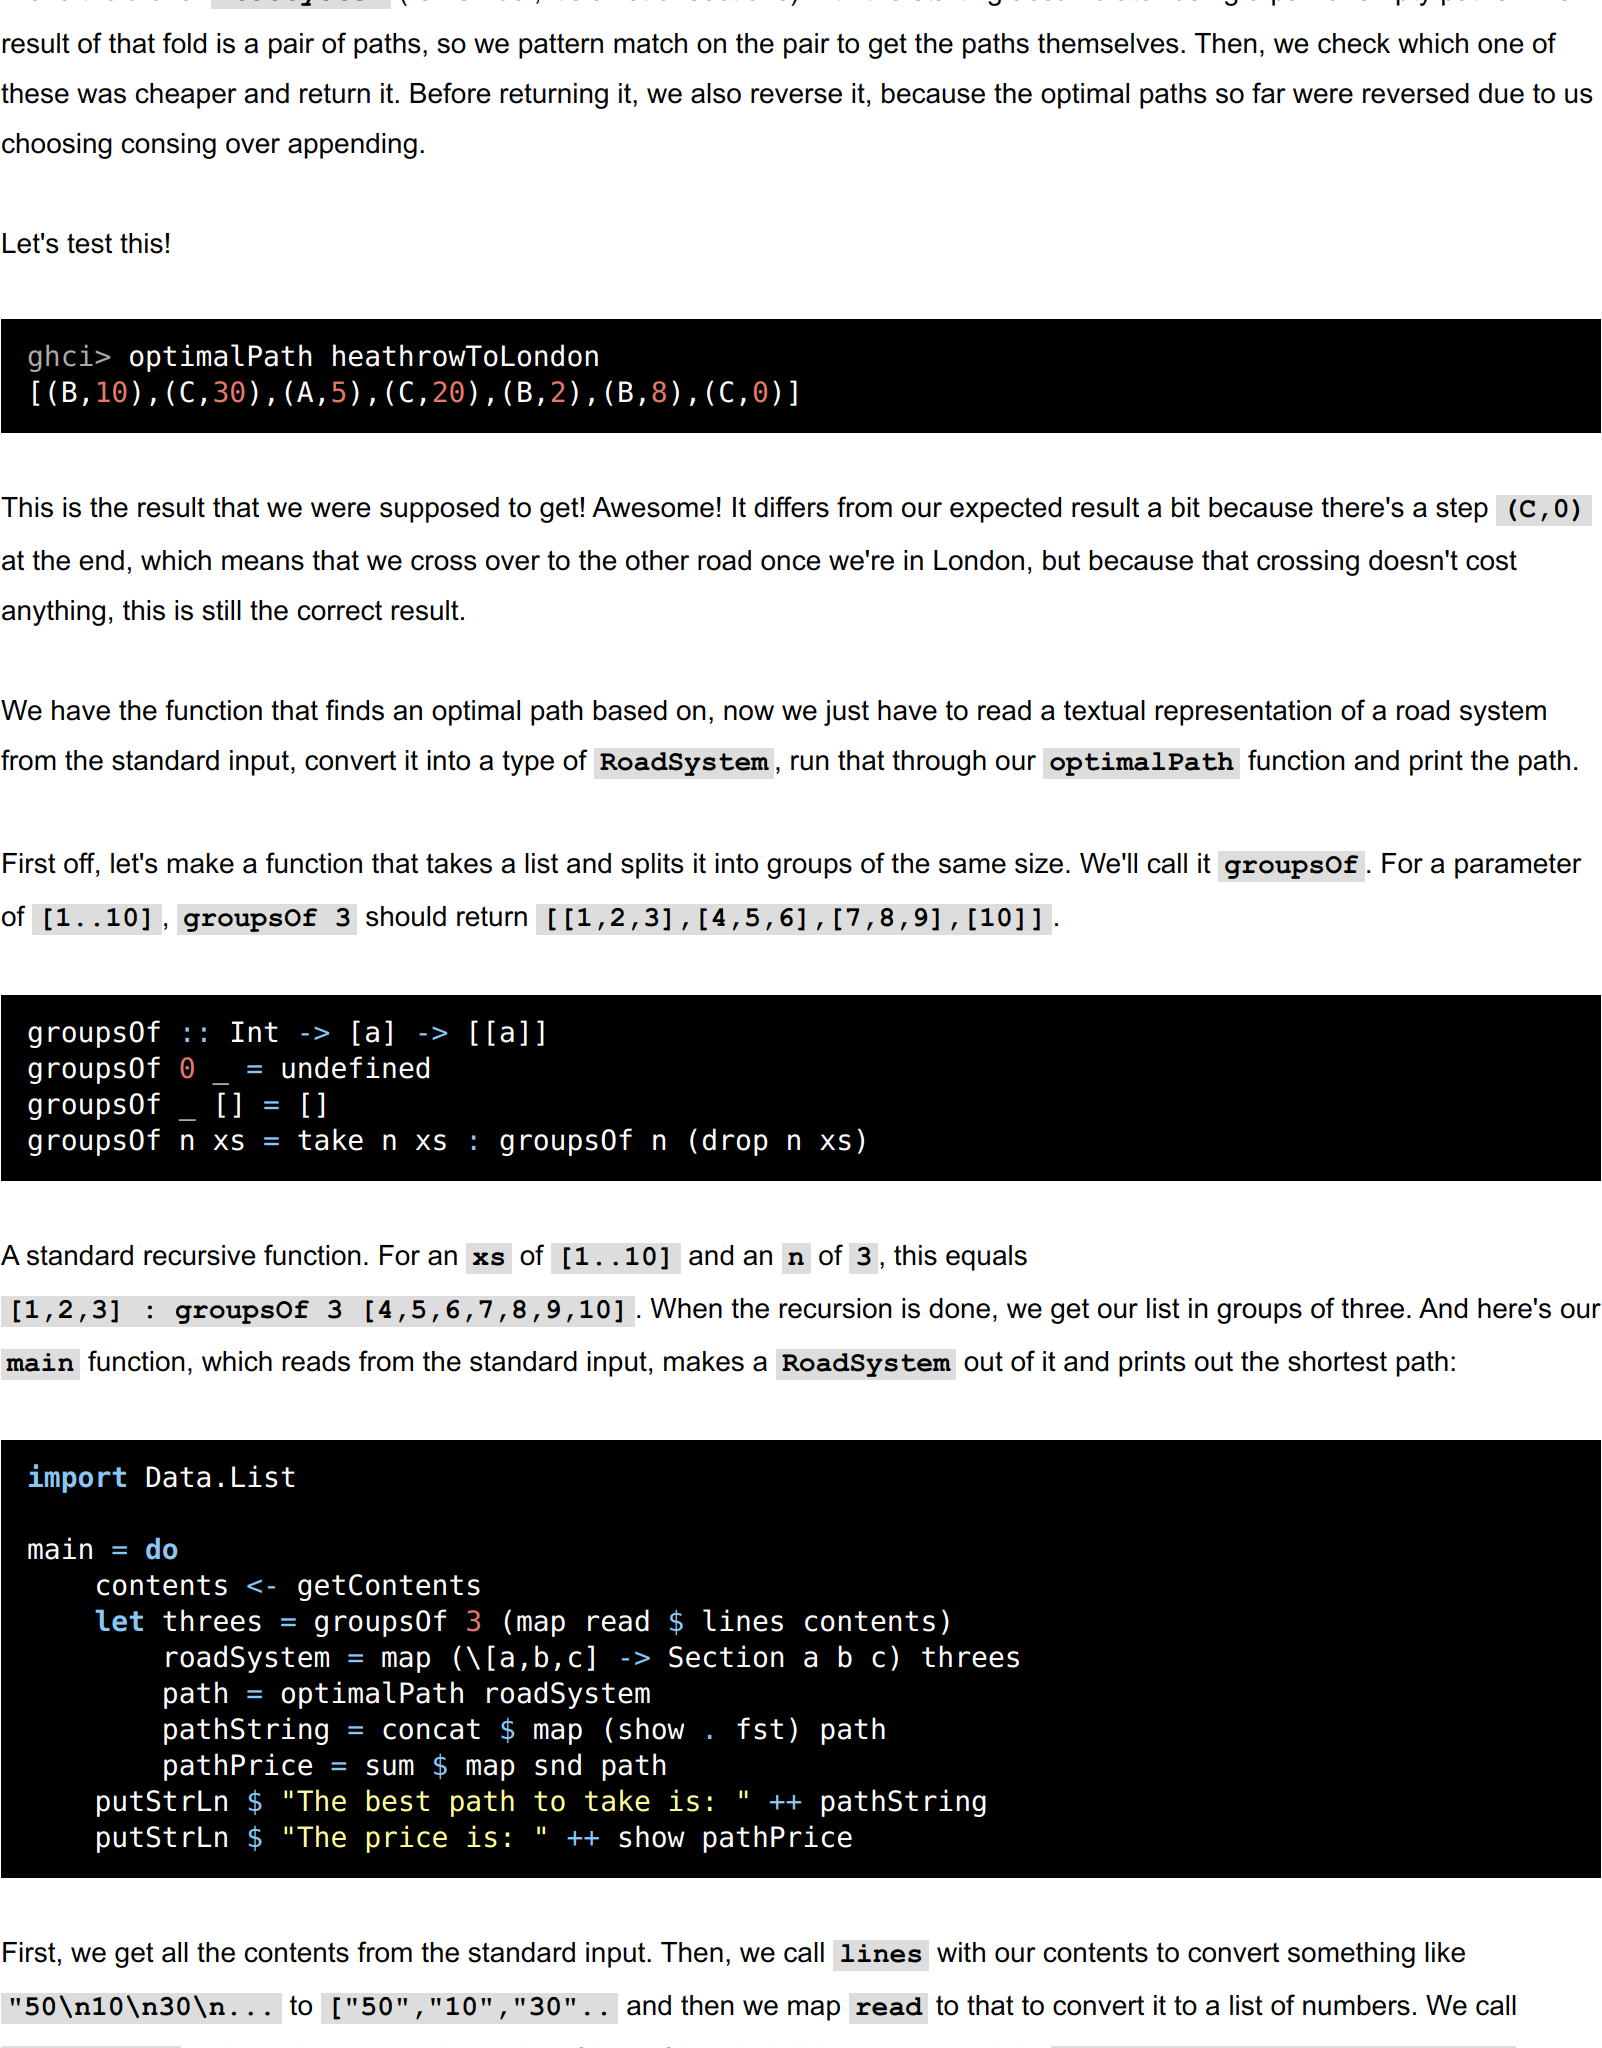 result of that fold is a pair of paths, so we pattern match on the pair to get the paths themselves. Then, we check which one of
these was cheaper and return it. Before returning it, we also reverse it, because the optimal paths so far were reversed due to us
choosing consing over appending.
Let's test this!
ghci> optimalPath heathrowToLondon
[(B,10),(C,30),(A,5),(C,20),(B,2),(B,8),(C,0)]
This is the result that we were supposed to get! Awesome! It differs from our expected result a bit because there's a step (C,0)
at the end, which means that we cross over to the other road once we're in London, but because that crossing doesn't cost
anything, this is still the correct result.
We have the function that finds an optimal path based on, now we just have to read a textual representation of a road system
from the standard input, convert it into a type of RoadSystem, run that through our optimalPath function and print the path.
First off, let's make a function that takes a list and splits it into groups of the same size. We'll call it groupsOf. For a parameter
of [1..10], groupsOf 3 should return [[1,2,3],[4,5,6],[7,8,9],[10]].
groupsOf :: Int -> [a] -> [[a]]
groupsOf 0 _ = undefined
groupsOf _ [] = []
groupsOf n xs = take n xs : groupsOf n (drop n xs)
A standard recursive function. For an xs of [1..10] and an n of 3, this equals
[1,2,3] : groupsOf 3 [4,5,6,7,8,9,10]. When the recursion is done, we get our list in groups of three. And here's our
main function, which reads from the standard input, makes a RoadSystem out of it and prints out the shortest path:
import Data.List
main = do
    contents <- getContents
    let threes = groupsOf 3 (map read $ lines contents)
        roadSystem = map (\[a,b,c] -> Section a b c) threes
        path = optimalPath roadSystem
        pathString = concat $ map (show . fst) path
        pathPrice = sum $ map snd path
    putStrLn $ "The best path to take is: " ++ pathString
    putStrLn $ "The price is: " ++ show pathPrice
First, we get all the contents from the standard input. Then, we call lines with our contents to convert something like
"50\n10\n30\n... to ["50","10","30".. and then we map read to that to convert it to a list of numbers. We call